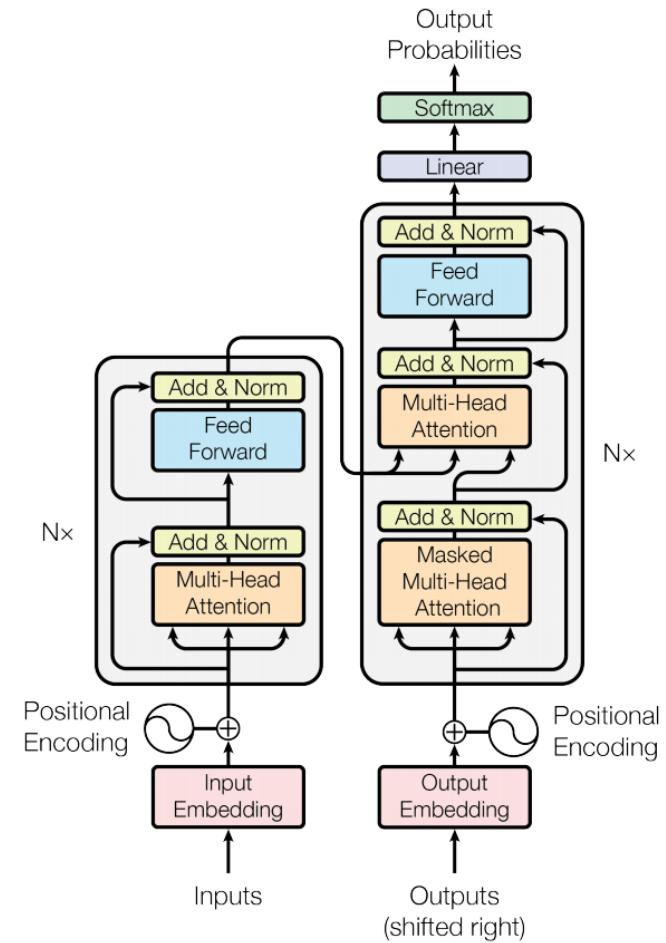 Output
Probabilities
Softmax
Linear
Add & Norm
Feed
Forward
Add & Norm
Multi-Head
Attention
Add & Norm
Masked
Multi-Head
Attention
Nx
Add & Norm
Feed
Forward
Add & Norm
Multi-Head
Attention
N×
Positional
Encoding
Positional
Encoding
Input
Embedding
Output
Embedding
Inputs
Outputs
(shifted right)